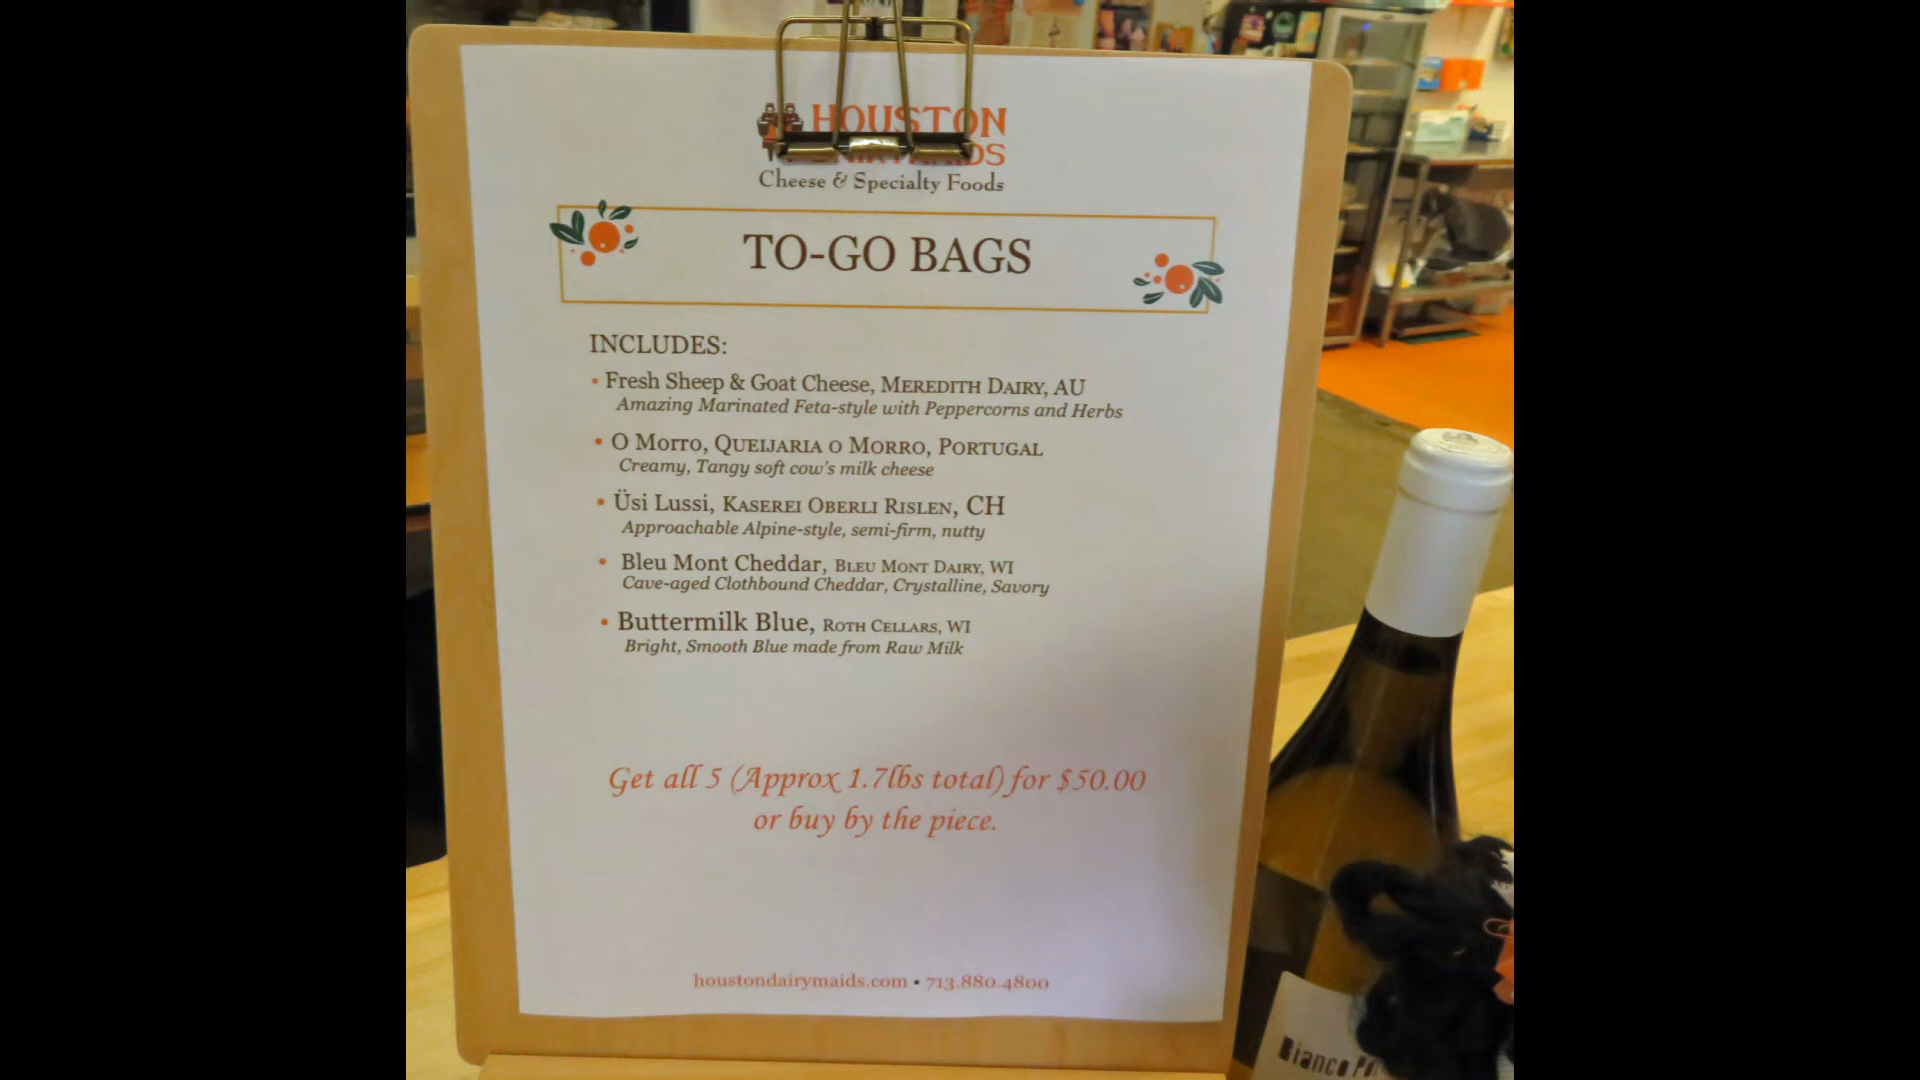 HOUSTON
Cheese & Specialty Foods
TO-GO BAGS
INCLUDES:
• Fresh Sheep & Goat Cheese, MEREDITH DAIRY, AU
Amazing Marinated Feta-style with Peppercorns and Herbs
• O Morro, QUEIJARIA O MORRO, PORTUGAL
Creamy, Tangy soft cow's milk cheese
• Üsi Lussi, KASEREI OBERLI RISLEN, CH
Approachable Alpine-style, semi-firm, nutty
• Bleu Mont Cheddar, BLEU MONT DAIRY, WI
Cave-aged Clothbound Cheddar, Crystalline, Savory
• Buttermilk Blue, ROTH CELLARS, WI
Bright, Smooth Blue made from Raw Milk
Get all 5 (Approx 1.7lbs total) for $50.00
or buy by the piece.
houstondairymaids.com • 713.880.4800
Bianco